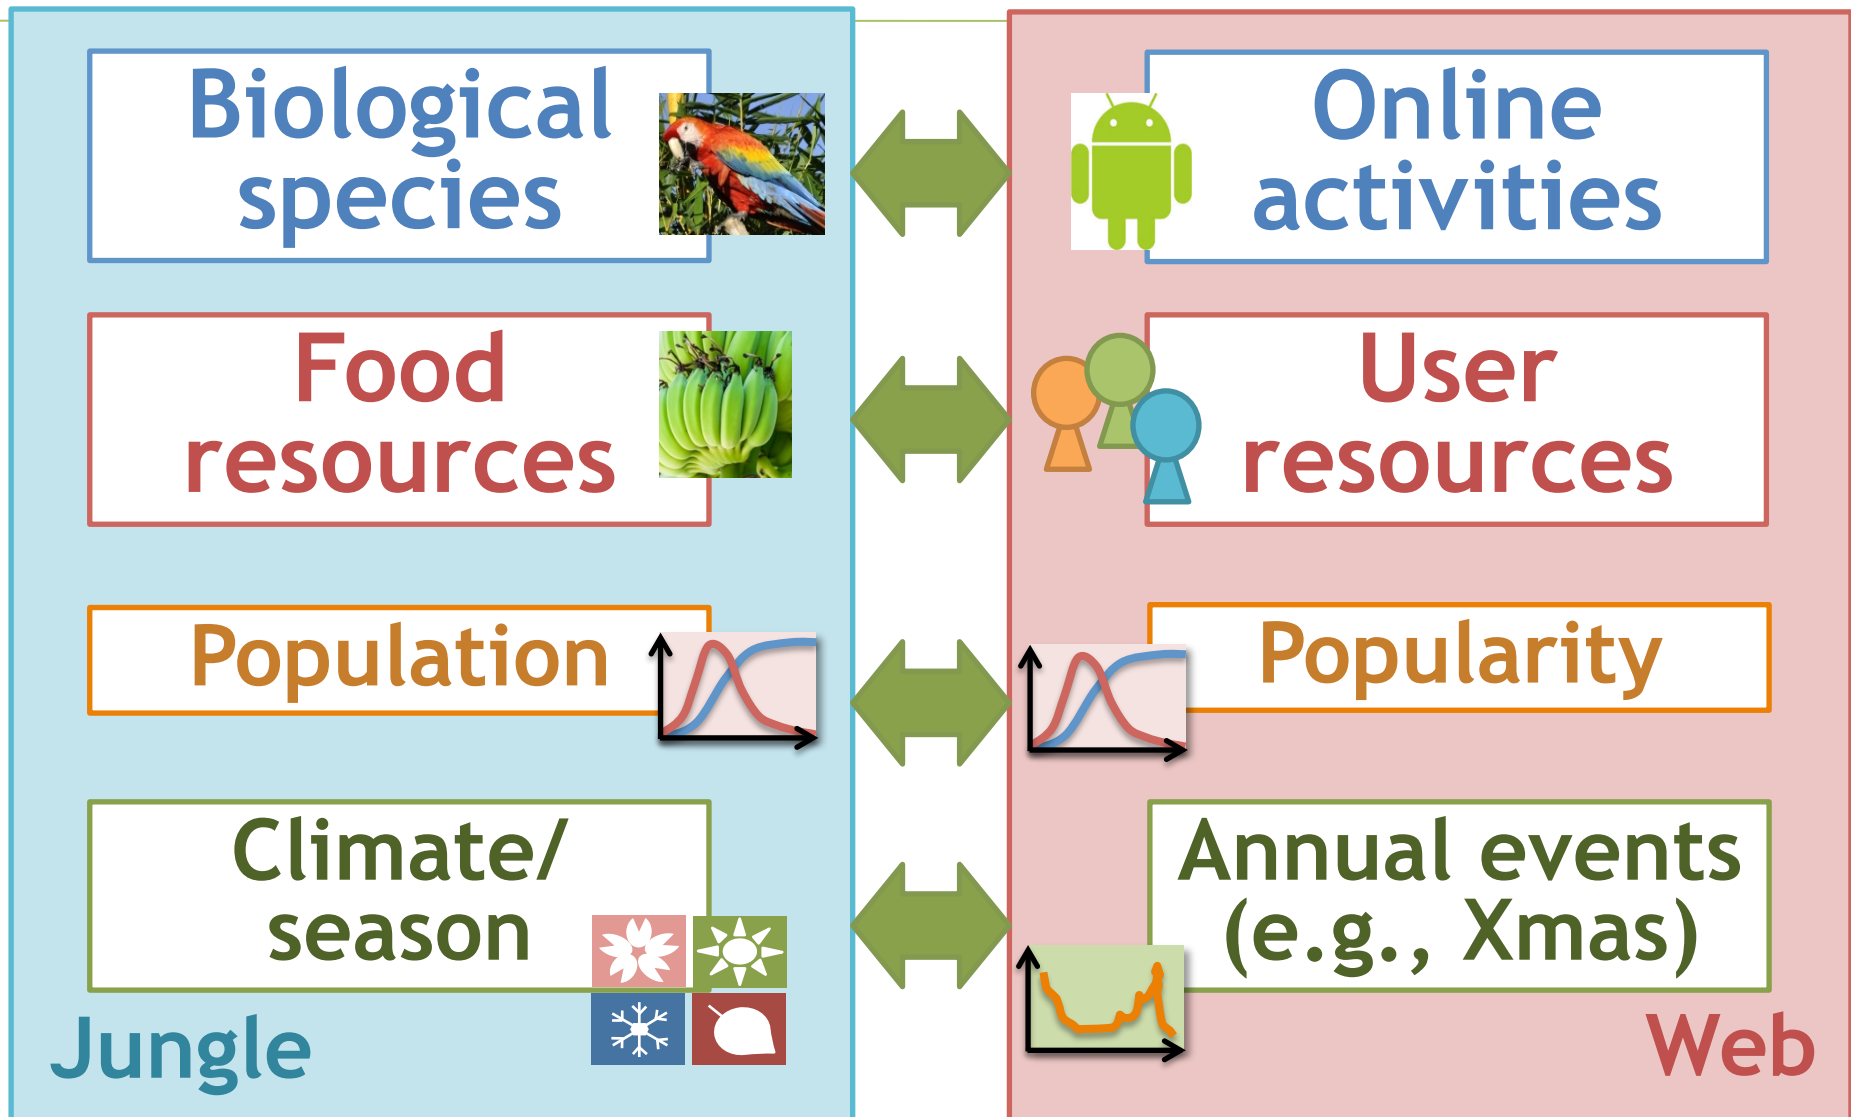 Biological
species
Online
activities
Food
resources
User
resources
Population
Popularity
Climate/
season
Annual events
(e.g., Xmas)
Jungle
Web